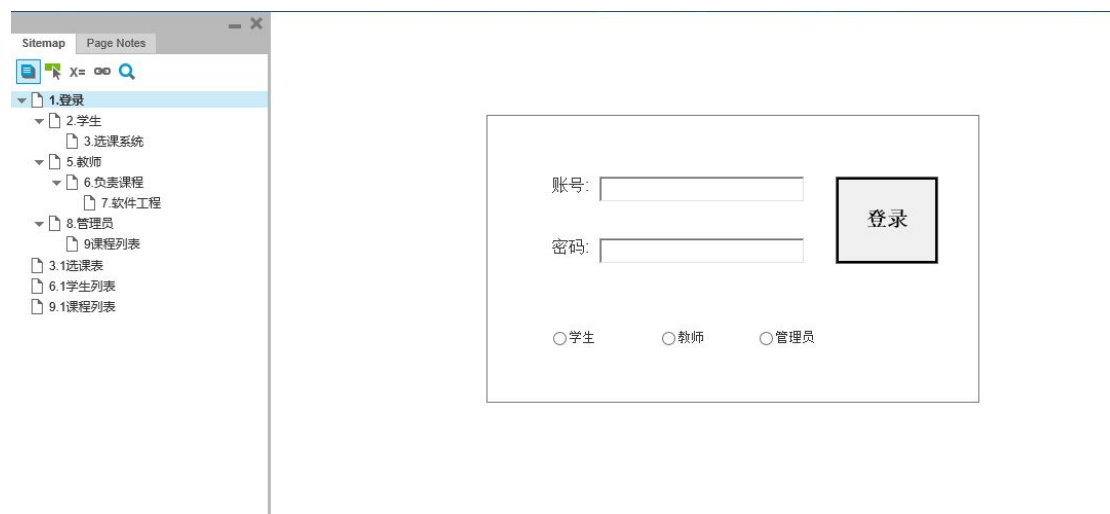 Sitemap Page Notes
X=
1.登录
2.学生
3.选课系统
5.教师
6.负责课程
7.软件工程
8.管理员
9课程列表
3.1选课表
6.1学生列表
9.1课程列表
账号:
登录
密码:
学生 教师 管理员